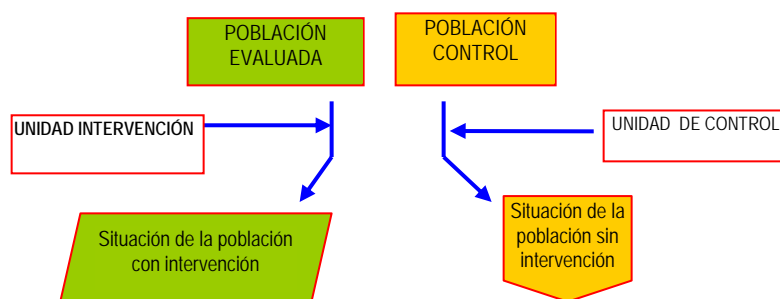 POBLACIÓN
EVALUADA
POBLACIÓN
CONTROL
UNIDAD INTERVENCIÓN
UNIDAD DE CONTROL
Situación de la población
con intervención
Situación de la
población sin
intervención